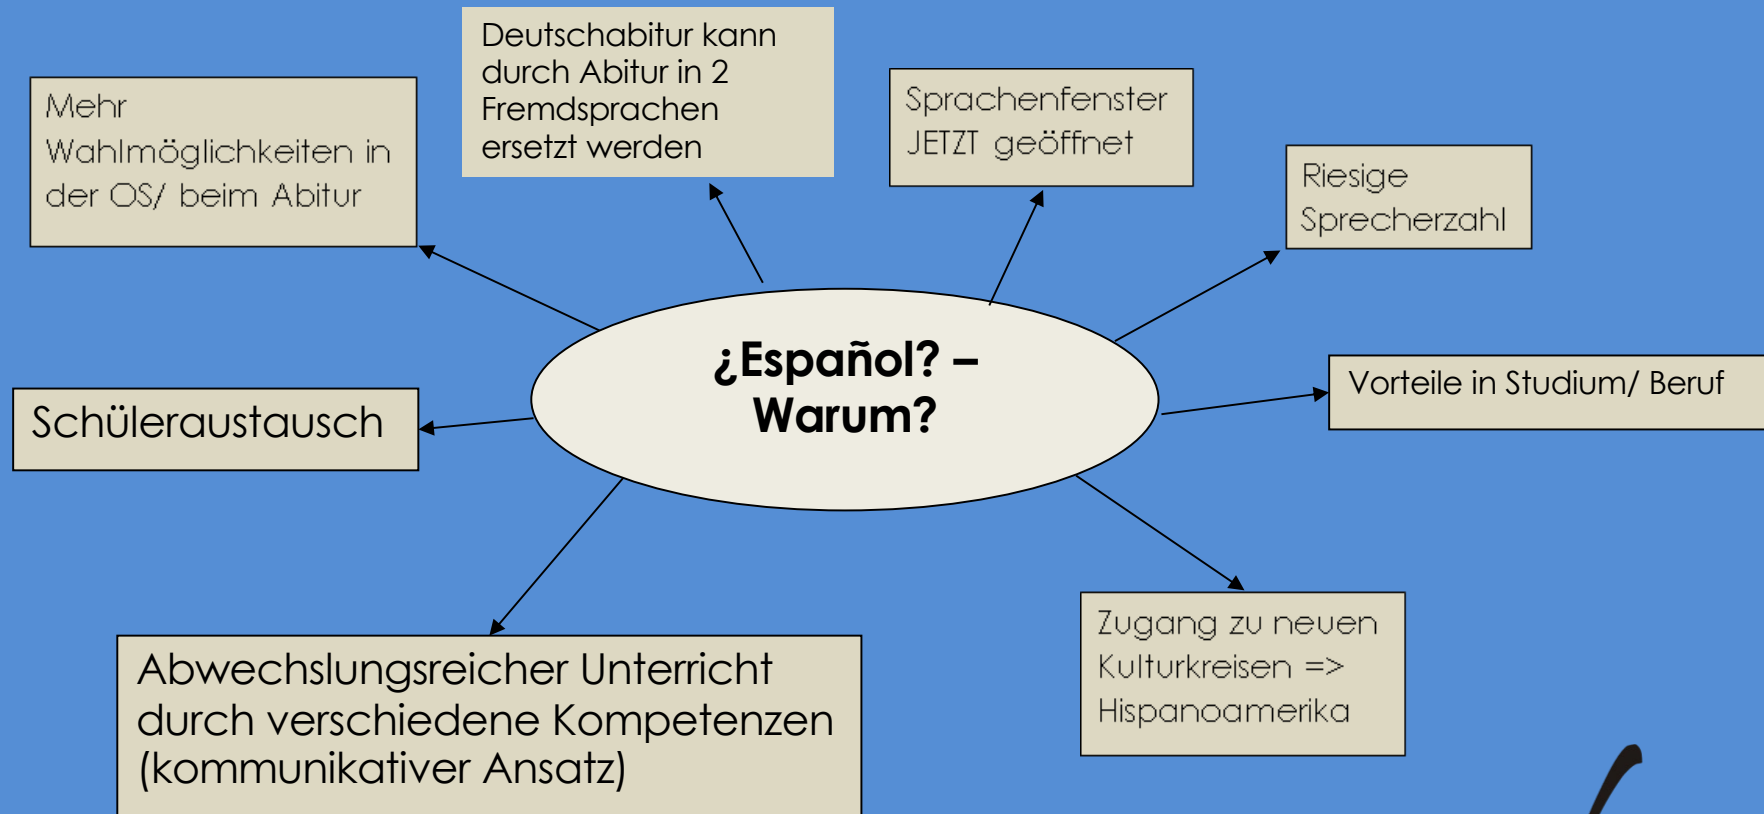 Deutschabitur kann
durch Abitur in 2
Fremdsprachen
ersetzt werden
Mehr
Wahlmöglichkeiten in
der OS/ beim Abitur
Sprachenfenster
JETZT geöffnet
Riesige
Sprecherzahl
¿Español? –
Warum?
Vorteile in Studium/ Beruf
Schüleraustausch
Zugang zu neuen
Kulturkreisen =>
Hispanoamerika
Abwechslungsreicher Unterricht
durch verschiedene Kompetenzen
(kommunikativer Ansatz)